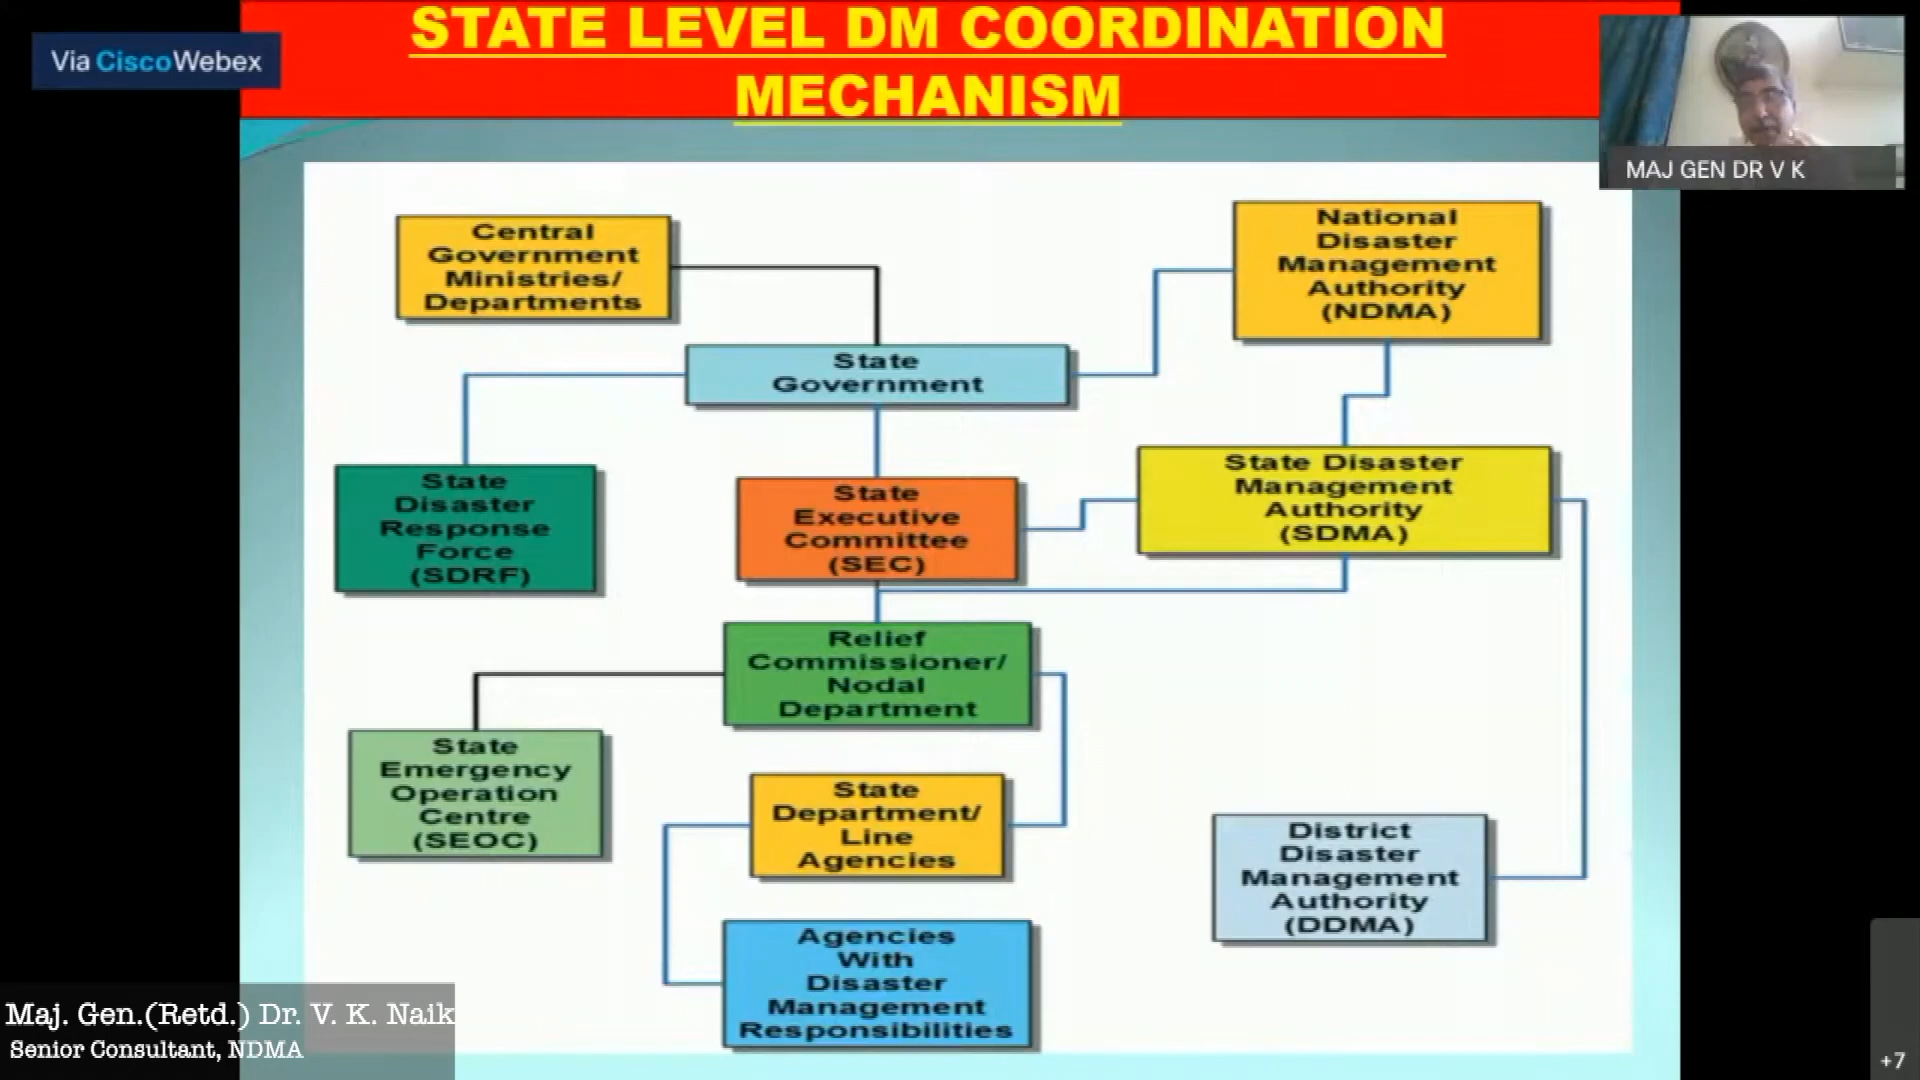 STATE LEVEL DM COORDINATION
MECHANISM
Via CiscoWebex
MAJ GEN DR V K
Central
Government
Ministries/
Departments
National
Disaster
Management
Authority
(NDMA)
State
Government
State
Disaster
Response
Force
(SDRF)
State
Executive
Committee
(SEC)
State Disaster
Management
Authority
(SDMA)
Relief
Commissioner/
Nodal
Department
State
Emergency
Operation
Centre
(SEOC)
State
Department/
Line
Agencies
District
Disaster
Management
Authority
(DDMA)
Agencies
With
Disaster
Management
Responsibilities
Maj. Gen.(Retd.) Dr. V. K. Naik
Senior Consultant, NDMA
+7